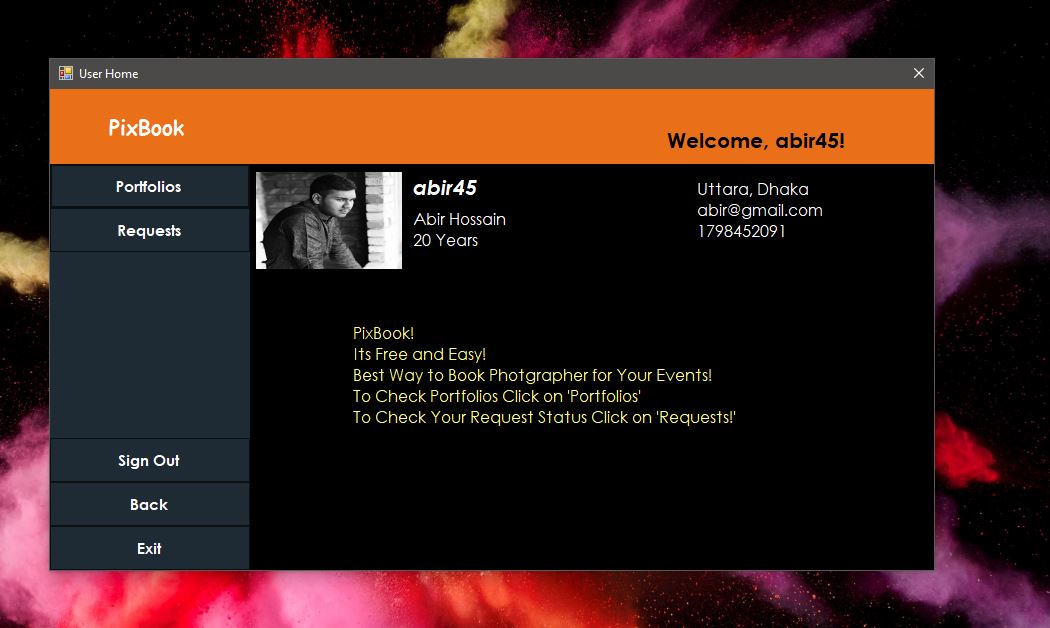 User Home
PixBook
Welcome, abir45!
Portfolios
Requests
abir45
Abir Hossain
20 Years
Uttara, Dhaka
abir@gmail.com
1798452091
PixBook!
Its Free and Easy!
Best Way to Book Photgrapher for Your Events!
To Check Portfolios Click on 'Portfolios'
To Check Your Request Status Click on 'Requests!'
Sign Out
Back
Exit